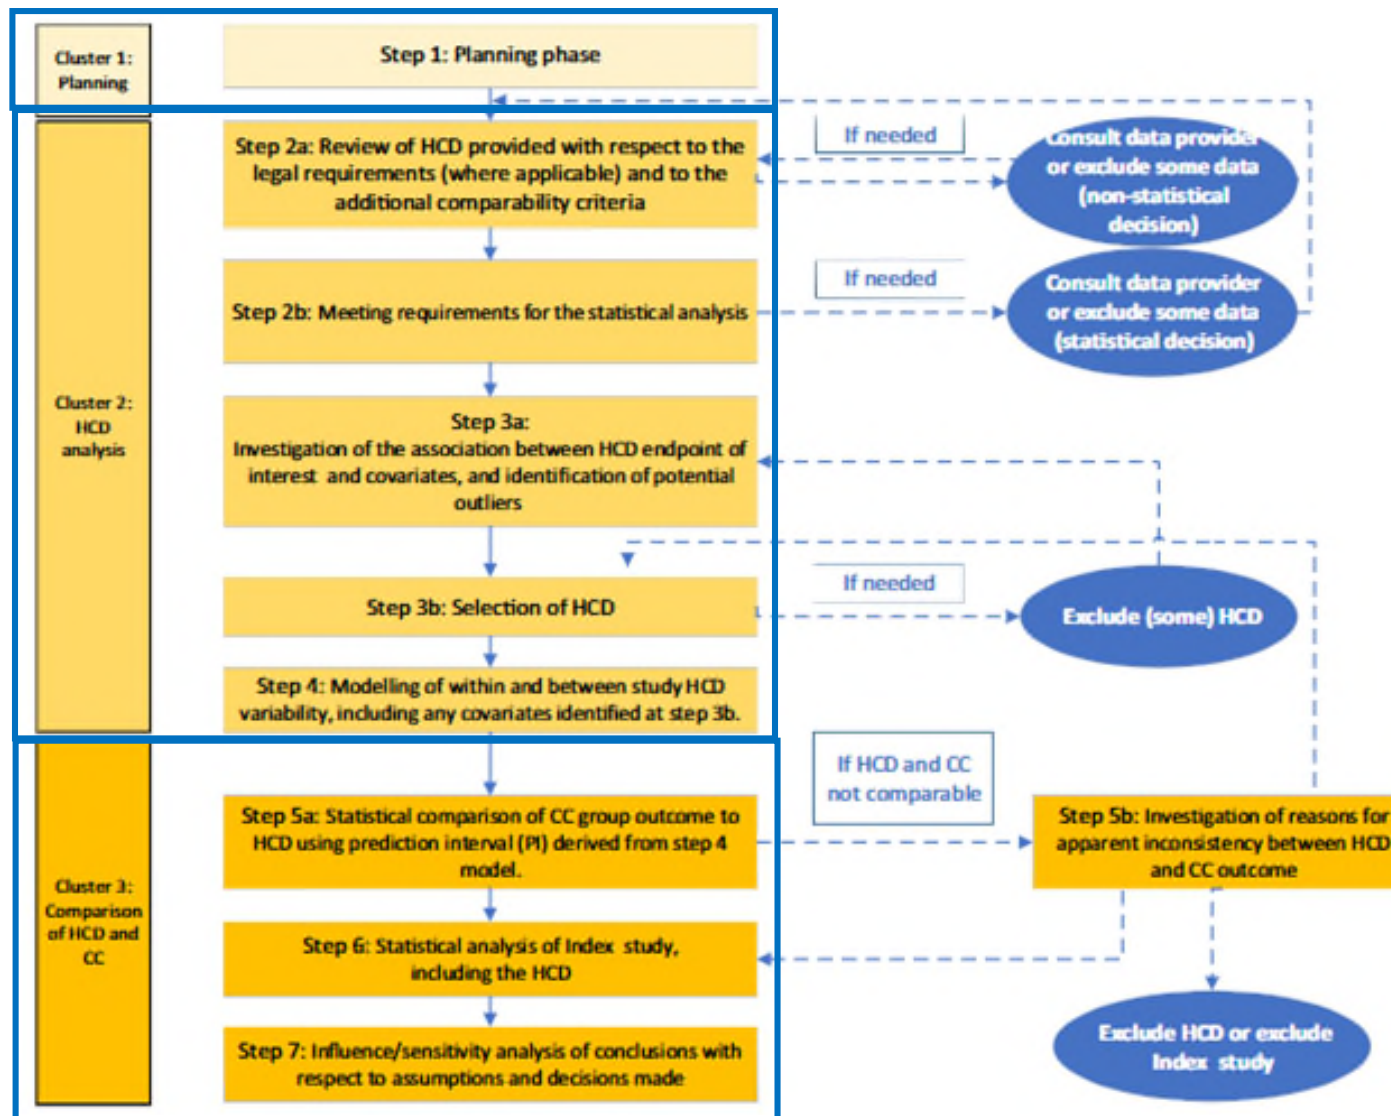 Cluster 1:
Planning
Step 1: Planning phase
Cluster 2:
HCD
analysis
Step 2a: Review of HCD provided with respect to the
legal requirements (where applicable) and to the
additional comparability criteria
If needed
Consult data provider
or exclude some data
(non-statistical
decision)
Step 2b: Meeting requirements for the statistical analysis
If needed
Consult data provider
or exclude some data
(statistical decision)
Step 3a:
Investigation of the association between HCD endpoint of
interest and covariates, and identification of potential
outliers
Step 3b: Selection of HCD
If needed
Exclude (some) HCD
Step 4: Modelling of within and between study HCD
variability, including any covariates identified at step 3b.
Cluster 3:
Comparison
of HCD and
CC
Step 5a: Statistical comparison of CC group outcome to
HCD using prediction interval (PI) derived from step 4
model.
If HCD and CC
not comparable
Step 5b: Investigation of reasons for
apparent inconsistency between HCD
and CC outcome
Step 6: Statistical analysis of Index study,
including the HCD
Exclude HCD or exclude
Index study
Step 7: Influence/sensitivity analysis of conclusions with
respect to assumptions and decisions made